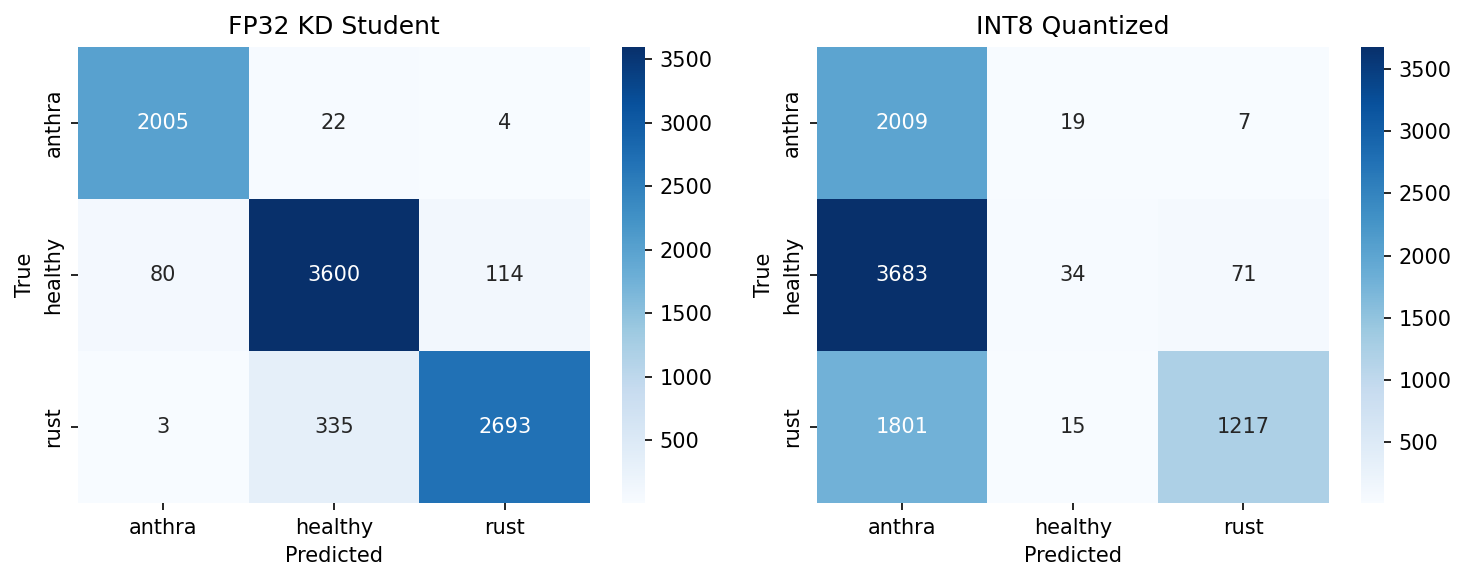 FP32 KD Student
anthra
healthy
rust
True
2005 22 4
80 3600 114
3 335 2693
anthra healthy rust
Predicted
3500
3000
2500
2000
1500
1000
500
INT8 Quantized
anthra
healthy
rust
True
2009 19 7
3683 34 71
1801 15 1217
anthra healthy rust
Predicted
3500
3000
2500
2000
1500
1000
500